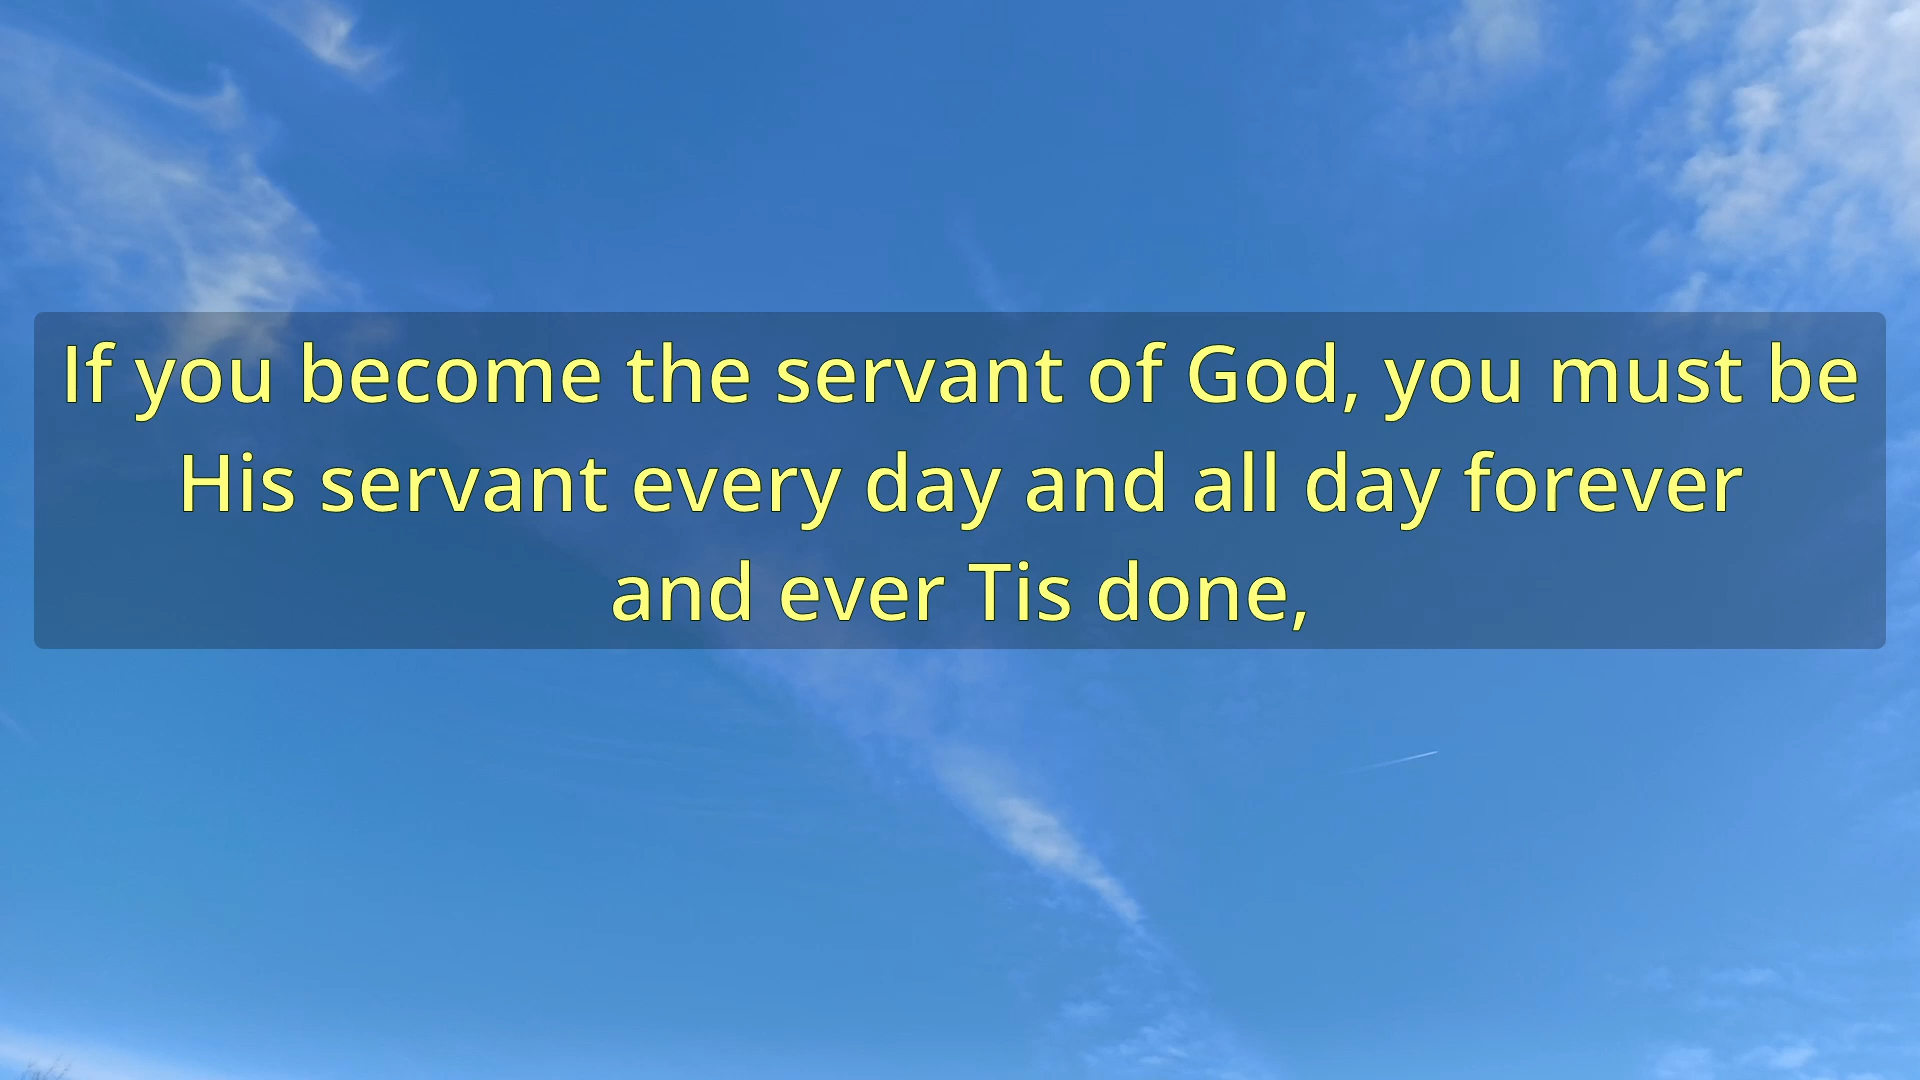 If you become the servant of God, you must be
His servant every day and all day forever
and ever Tis done,